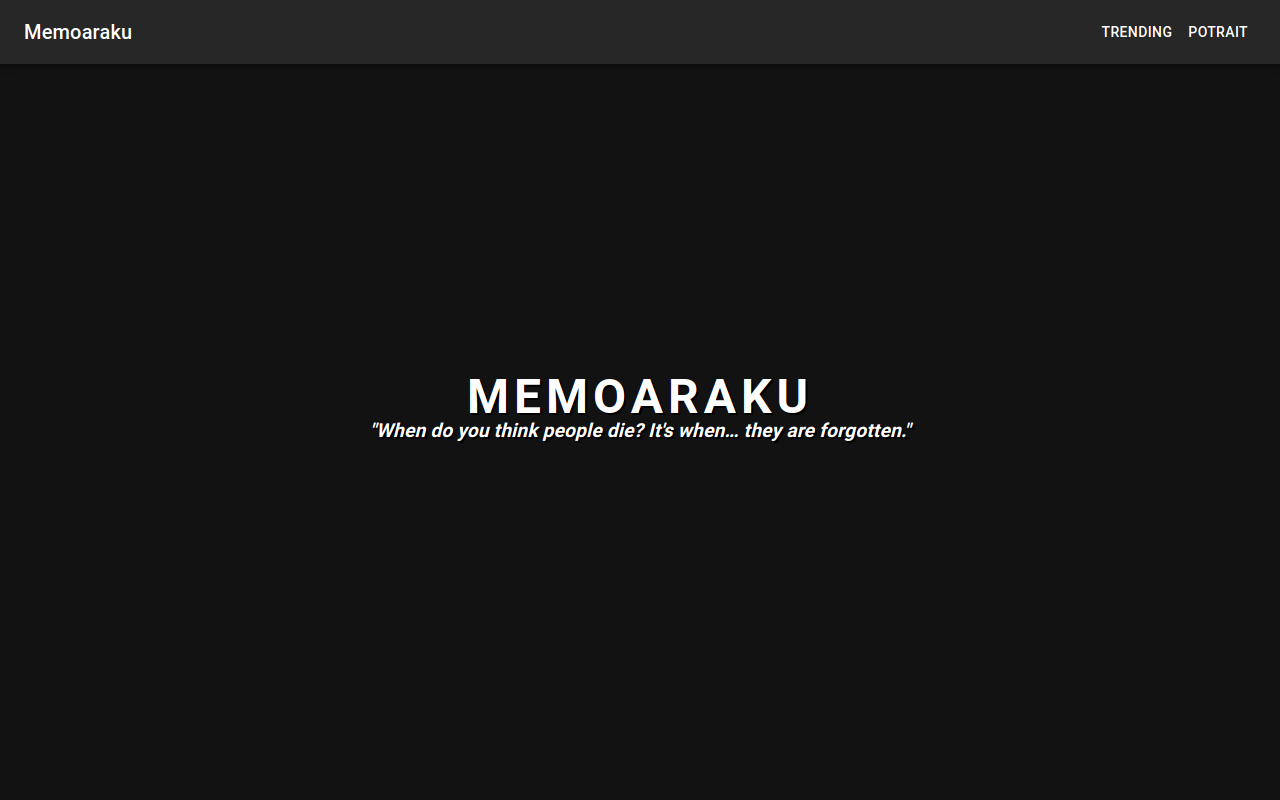 Memoaraku
TRENDING
POTRAIT
MEMOARAKU
"When do you think people die? It's when... they are forgotten."